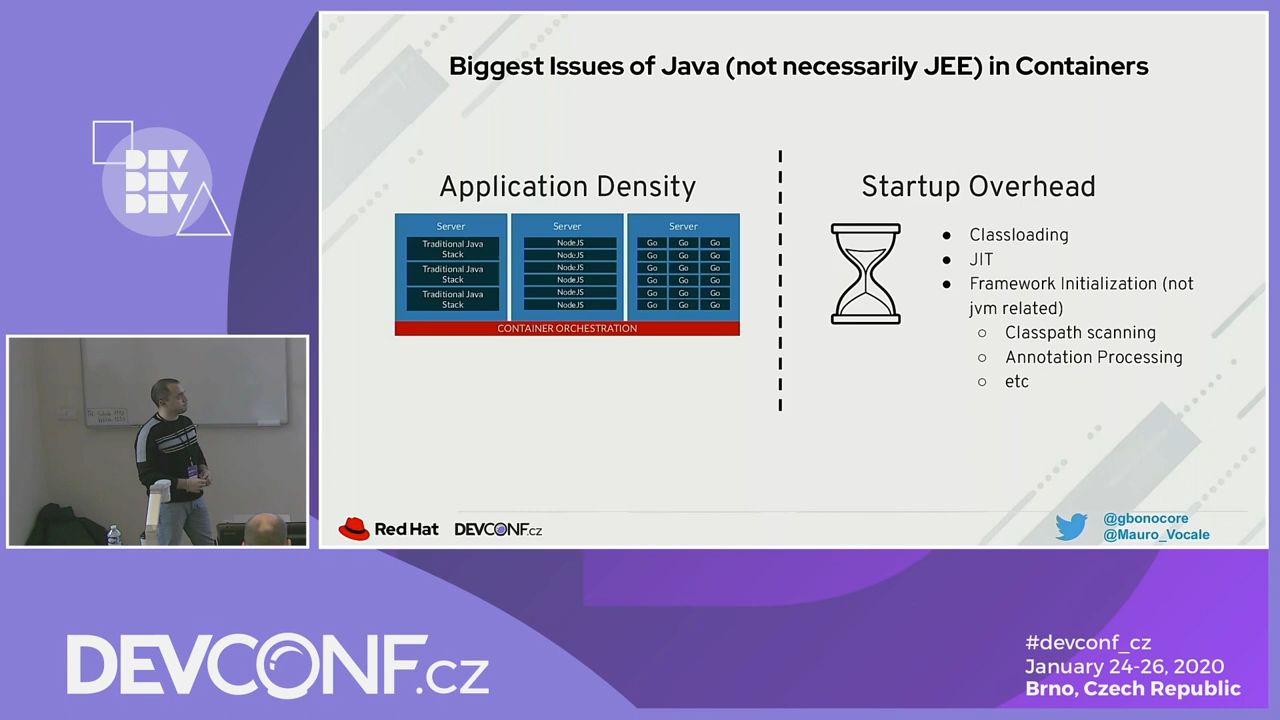 DEV
DEV
DEV
Biggest Issues of Java (not necessarily JEE) in Containers
Application Density
Server
Traditional Java
Stack
Traditional Java
Stack
Traditional Java
Stack
Server
NodeJS
NodeJS
NodeJS
NodeJS
NodeJS
NodeJS
Server
Go Go Go
Go Go Go
Go Go Go
Go Go Go
Go Go Go
Go Go Go
CONTAINER ORCHESTRATION
Startup Overhead
● Classloading
● JIT
● Framework Initialization (not
jvm related)
○ Classpath scanning
○ Annotation Processing
○ etc
Red Hat DEVCONF.cz
@gbonocore
@Mauro_Vocale
DEVCONF.cz
#devconf_cz
January 24-26, 2020
Brno, Czech Republic